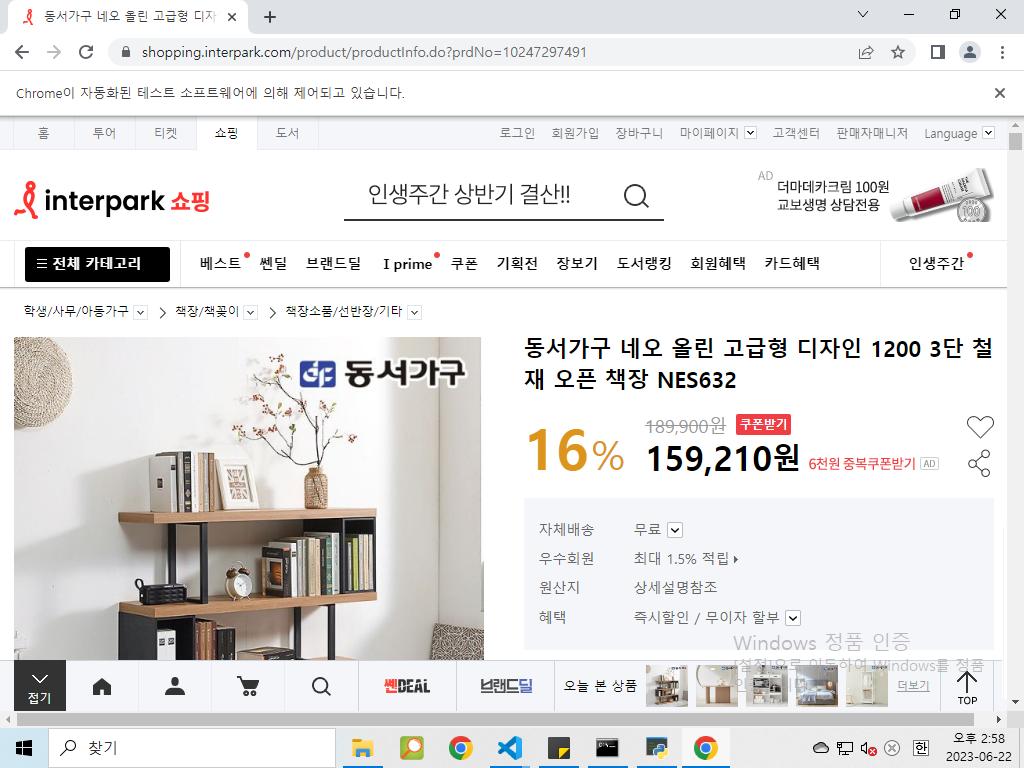 동서가구 네오 올린 고급형 디자
shopping.interpark.com/product/productInfo.do?prdNo=10247297491
Chrome이 자동화된 테스트 소프트웨어에 의해 제어되고 있습니다.
홈 투어 티켓 쇼핑 도서 로그인 회원가입 장바구니 마이페이지 고객센터 판매자매니저 Language
interpark 쇼핑
인생주간 상반기 결산!!
AD
더마데카크림 100원
교보생명 상담전용
100
전체 카테고리 베스트 쎈딜 브랜드딜 I prime 쿠폰 기획전 장보기 도서랭킹 회원혜택 카드혜택 인생주간
학생/사무/아동가구 책장/책꽂이 책장소품/선반장/기타
동서가구
동서가구 네오 올린 고급형 디자인 1200 3단 철
재 오픈 책장 NES632
16%
189,900원 쿠폰받기
159,210원 6천원 중복쿠폰받기 AD
자체배송 무료
우수회원 최대 1.5% 적립
원산지 상세설명참조
혜택 즉시할인 / 무이자 할부
Windows 정품 인증
[설정]으로 이동하여 Windows를 정품
접기
쎈DEAL
브랜드딜
오늘 본 상품
더보기
TOP
찾기
한
오후 2:58
2023-06-22